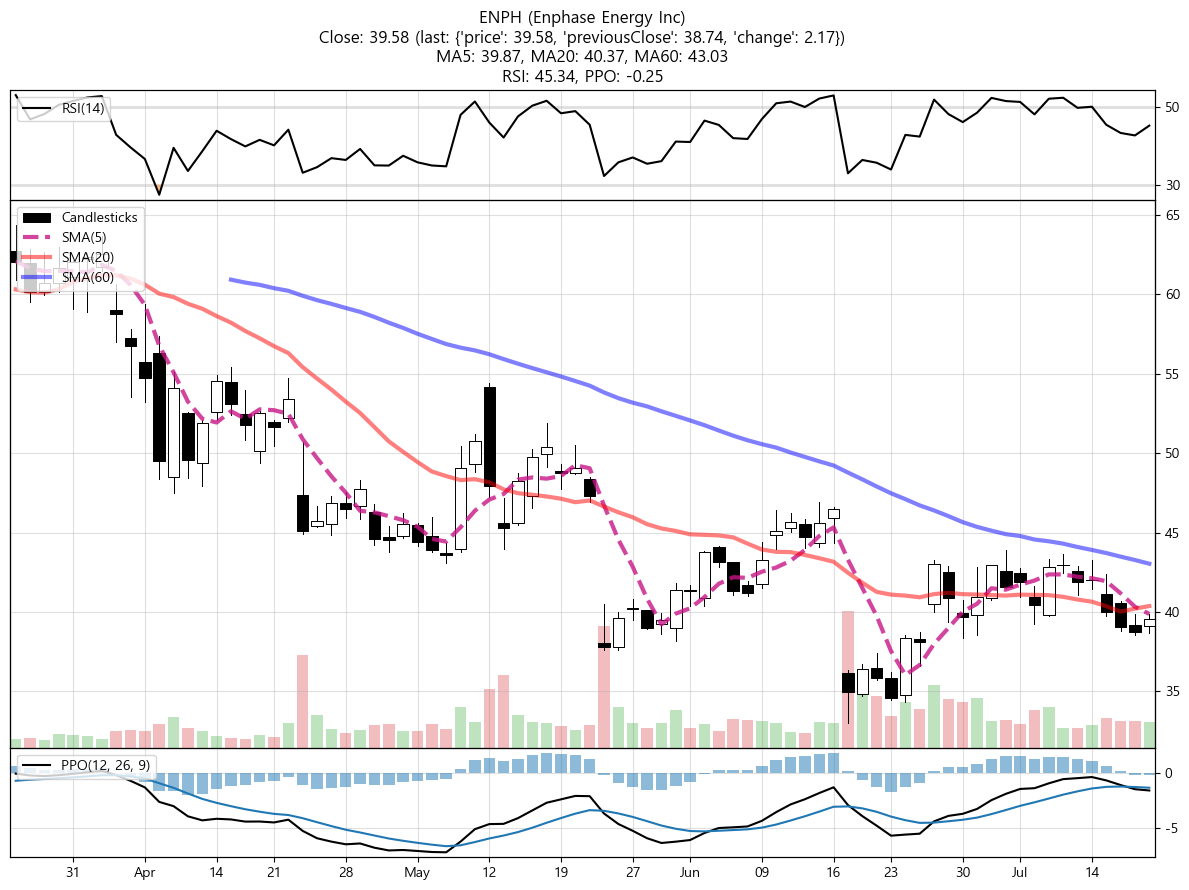 ENPH (Enphase Energy Inc)
Close: 39.58 (last: {'price': 39.58, 'previousClose': 38.74, 'change': 2.17})
MA5: 39.87, MA20: 40.37, MA60: 43.03
RSI: 45.34, PPO: -0.25
RSI(14)
50
30
Candlesticks
SMA(5)
SMA(20)
SMA(60)
65
60
55
50
45
40
35
PPO(12, 26, 9)
0
-5
31 Apr 14 21 28 May 12 19 27 Jun 09 16 23 30 Jul 14